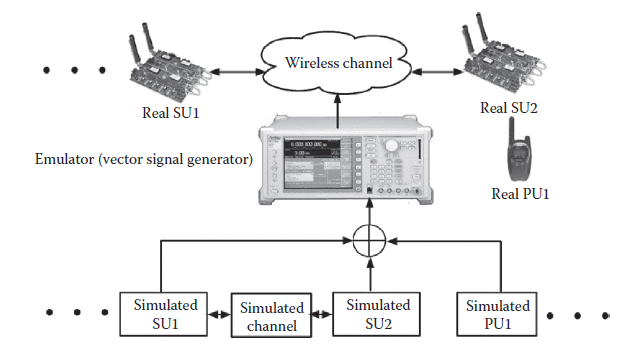 Wireless channel
Real SU1
Real SU2
Emulator (vector signal generator)
Real PU1
Simulated
SU1
Simulated
channel
Simulated
SU2
Simulated
PU1